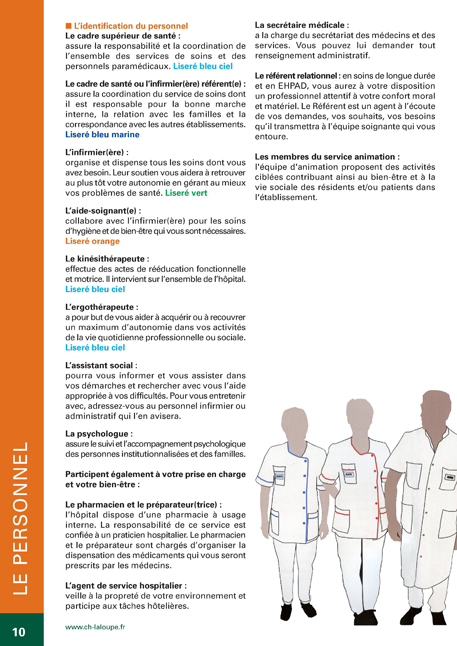 ■ L'identification du personnel
Le cadre supérieur de santé :
assure la responsabilité et la coordination de
l'ensemble des services de soins et des
personnels paramédicaux. Liseré bleu ciel
Le cadre de santé ou l'infirmier(ère) référent(e) :
assure la coordination du service de soins dont
il est responsable pour la bonne marche
interne, la relation avec les familles et la
correspondance avec les autres établissements.
Liseré bleu marine
L'infirmier(ère) :
organise et dispense tous les soins dont vous
avez besoin. Leur soutien vous aidera à retrouver
au plus tôt votre autonomie en gérant au mieux
vos problèmes de santé. Liseré vert
L'aide-soignant(e) :
collabore avec l'infirmier(ère) pour les soins
d'hygiène et de bien-être qui vous sont nécessaires.
Liseré orange
Le kinésithérapeute :
effectue des actes de rééducation fonctionnelle
et motrice. Il intervient sur l'ensemble de l'hôpital.
Liseré bleu ciel
L'ergothérapeute :
a pour but de vous aider à acquérir ou à recouvrer
un maximum d'autonomie dans vos activités
de la vie quotidienne professionnelle ou sociale.
Liseré bleu ciel
L'assistant social :
pourra vous informer et vous assister dans
vos démarches et rechercher avec vous l'aide
appropriée à vos difficultés. Pour vous entretenir
avec, adressez-vous au personnel infirmier ou
administratif qui l'en avisera.
La psychologue :
assure le suivi et l'accompagnement psychologique
des personnes institutionnalisées et des familles.
Participent également à votre prise en charge
et votre bien-être :
Le pharmacien et le préparateur(trice) :
l'hôpital dispose d'une pharmacie à usage
interne. La responsabilité de ce service est
confiée à un praticien hospitalier. Le pharmacien
et le préparateur sont chargés d'organiser la
dispensation des médicaments qui vous seront
prescrits par les médecins.
L'agent de service hospitalier :
veille à la propreté de votre environnement et
participe aux tâches hôtelières.
La secrétaire médicale :
a la charge du secrétariat des médecins et des
services. Vous pouvez lui demander tout
renseignement administratif.
Le référent relationnel : en soins de longue durée
et en EHPAD, vous aurez à votre disposition
un professionnel attentif à votre confort moral
et matériel. Le Référent est un agent à l'écoute
de vos demandes, vos souhaits, vos besoins
qu'il transmettra à l'équipe soignante qui vous
entoure.
Les membres du service animation :
l'équipe d'animation proposent des activités
ciblées contribuant ainsi au bien-être et à la
vie sociale des résidents et/ou patients dans
l'établissement.
LE PERSONNEL
10
www.ch-laloupe.fr